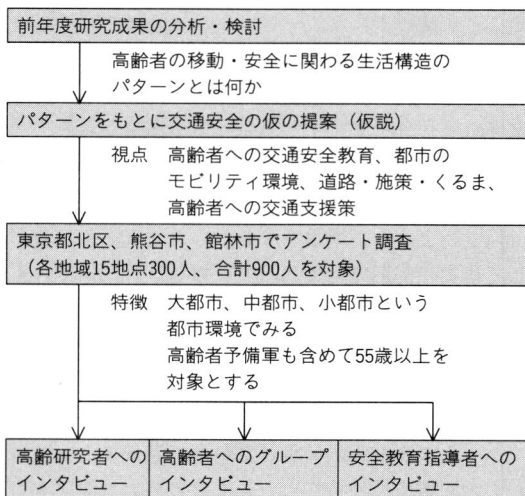 前年度研究成果の分析・検討
高齢者の移動・安全に関わる生活構造の
パターンとは何か
パターンをもとに交通安全の仮の提案（仮説）
視点　高齢者への交通安全教育、都市の
モビリティ環境、道路・施策・くるま、
高齢者への交通支援策
東京都北区、熊谷市、館林市でアンケート調査
（各地域15地点300人、合計900人を対象）
特徴　大都市、中都市、小都市という
都市環境でみる
高齢者予備軍も含めて55歳以上を
対象とする
高齢研究者への
インタビュー
高齢者へのグループ
インタビュー
安全教育指導者への
インタビュー